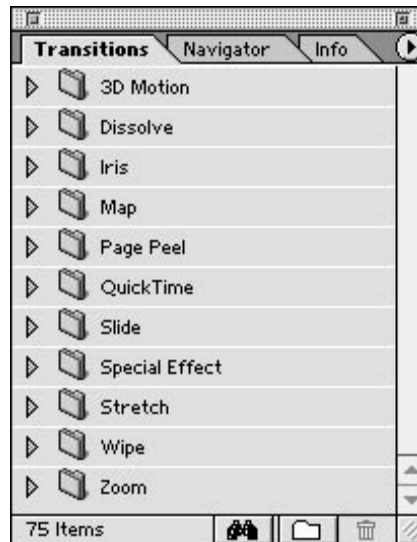 Transitions Navigator Info
3D Motion
Dissolve
Iris
Map
Page Peel
QuickTime
Slide
Special Effect
Stretch
Wipe
Zoom
75 Items